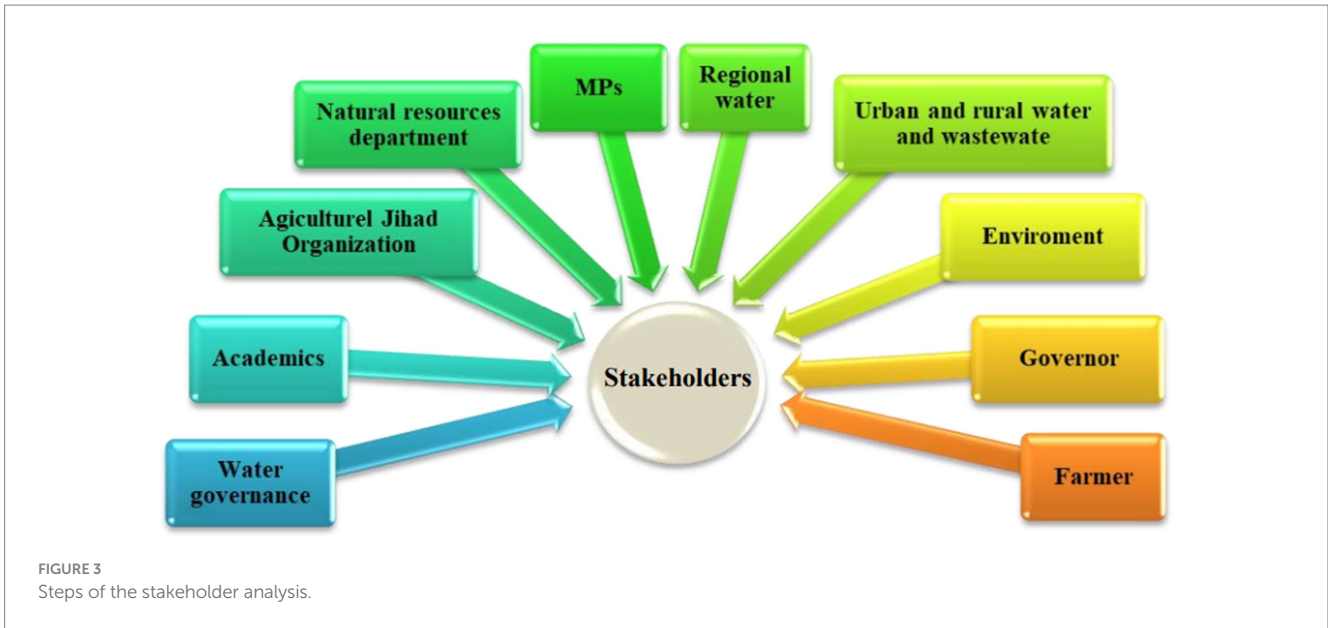 MPs
Regional
water
Natural resources
department
Urban and rural water
and wastewate
Agiculturel Jihad
Organization
Enviroment
Academics
Stakeholders
Governor
Water
governance
Farmer
FIGURE 3
Steps of the stakeholder analysis.